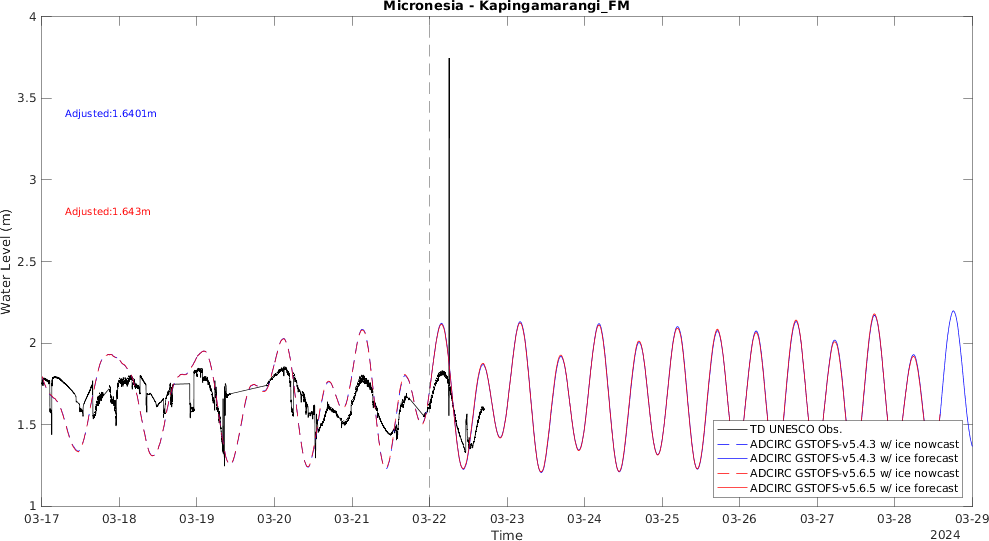 Micronesia - Kapingamarangi_FM
4
3.5
3
2.5
2
1.5
1
Water Level (m)
Adjusted:1.6401m
Adjusted:1.643m
TD UNESCO Obs.
ADCIRC GSTOFS-v5.4.3 w/ ice nowcast
ADCIRC GSTOFS-v5.4.3 w/ ice forecast
ADCIRC GSTOFS-v5.6.5 w/ ice nowcast
ADCIRC GSTOFS-v5.6.5 w/ ice forecast
03-17 03-18 03-19 03-20 03-21 03-22 03-23 03-24 03-25 03-26 03-27 03-28 03-29
Time
2024